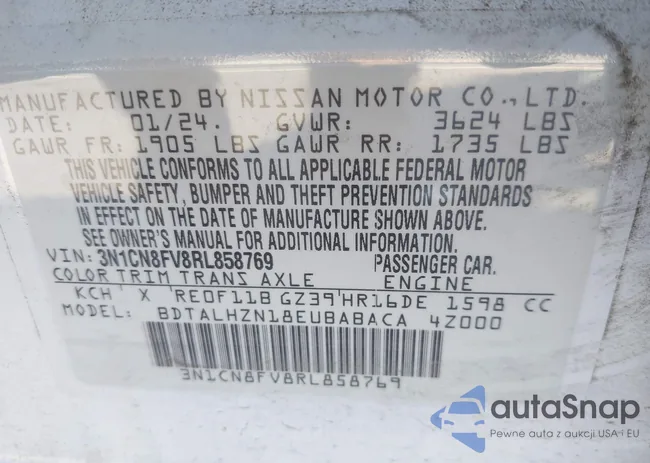 MANUFACTURED BY NISSAN MOTOR CO., LTD.
DATE: 01/24. GVWR: 3624 LBS
GAWR FR: 1905 LBS GAWR RR: 1735 LBS
THIS VEHICLE CONFORMS TO ALL APPLICABLE FEDERAL MOTOR
VEHICLE SAFETY, BUMPER AND THEFT PREVENTION STANDARDS
IN EFFECT ON THE DATE OF MANUFACTURE SHOWN ABOVE.
SEE OWNER'S MANUAL FOR ADDITIONAL INFORMATION.
VIN: 3N1CN8FV8RL858769 PASSENGER CAR.
COLOR TRIM TRANS AXLE ENGINE
KCH X RE0F11B GZ39 HR16DE 1598 CC
BDTALHZN18EUBABACA 4Z000
3N1CN8FV8RL858769
autaSnap
Pewne auta z aukcji USA i EU